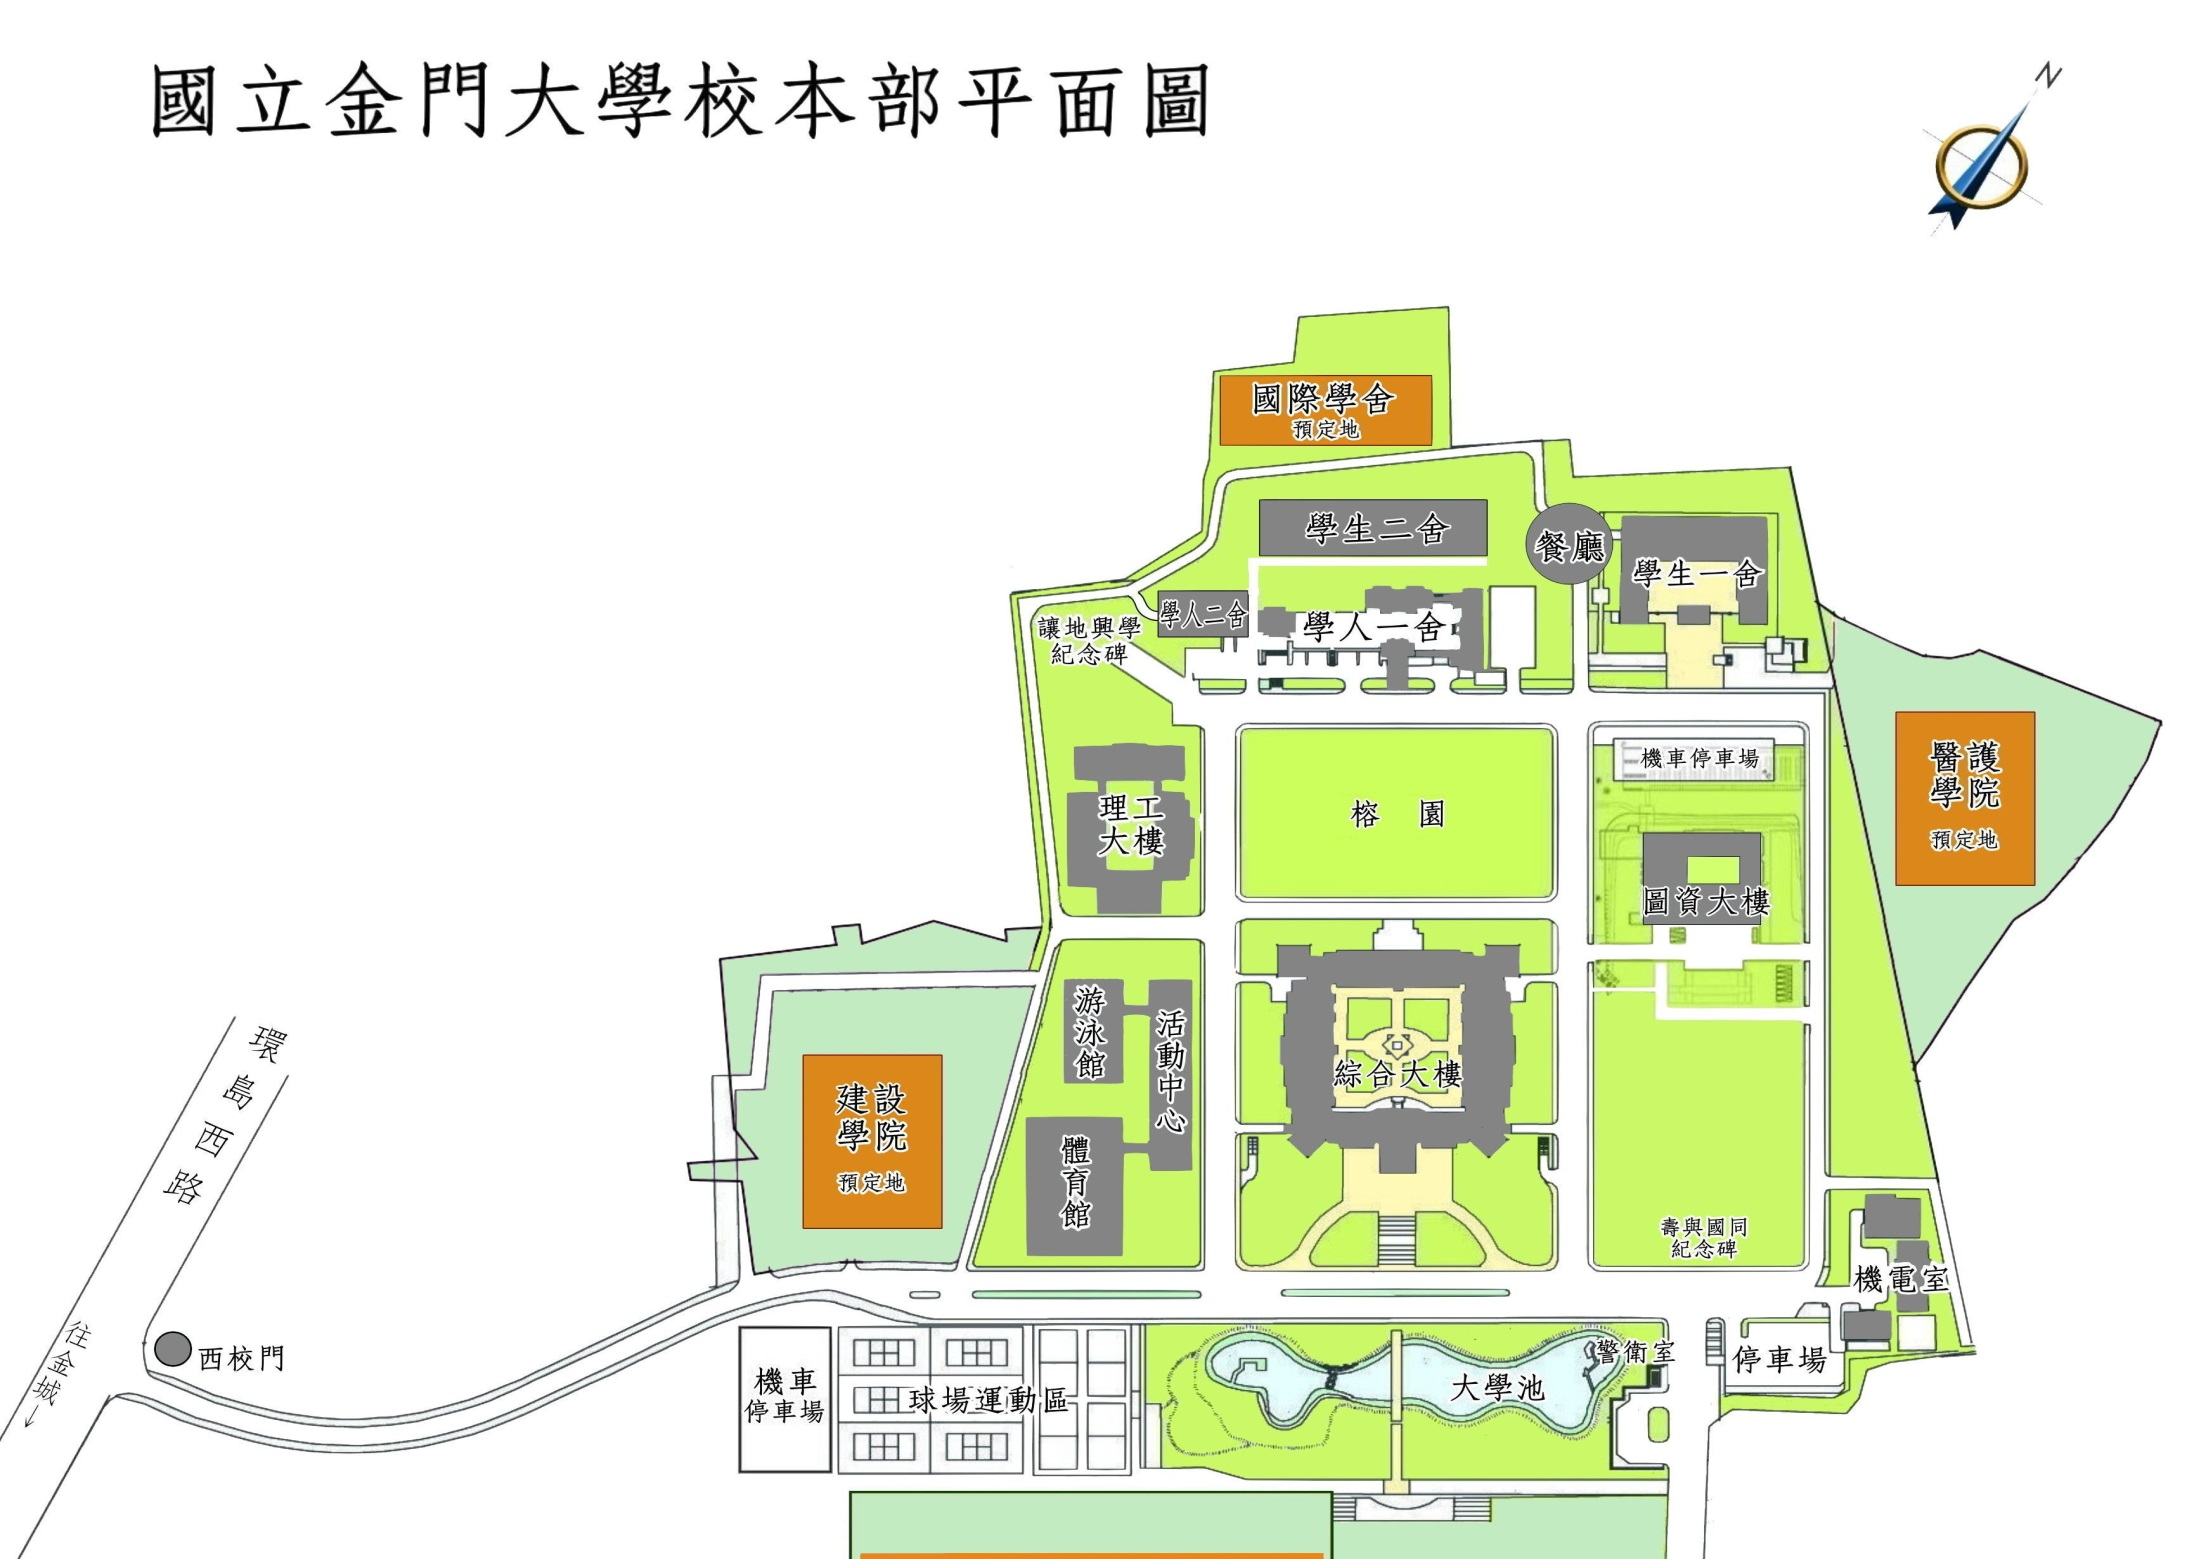 國立金門大學校本部平面圖
N
國際學舍
預定地
學生二舍
餐廳
學生一舍
學人二舍
學人一舍
讓地興學
紀念碑
機車停車場
醫護
學院
預定地
理工
大樓
榕園
圖資大樓
游泳館
活動中心
綜合大樓
建設
學院
預定地
體育館
環島西路
壽與國同
紀念碑
機電室
往金城→
西校門
機車
停車場
球場運動區
大學池
警衛室
停車場